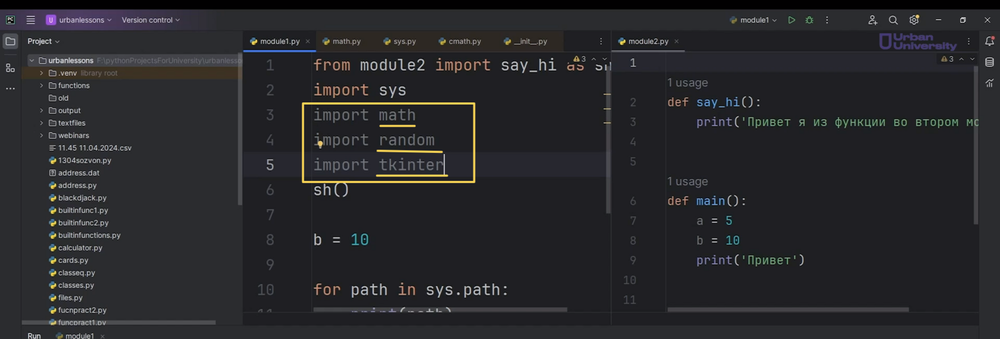 PC
U urbanlessons
Version control
module1
Project
module1.py
math.py
sys.py
cmath.py
__init__.py
module2.py
Urban University
urbanlessons F:\pythonProjectsForUniversity\urbanlesso
.venv library root
functions
old
output
textfiles
webinars
11.45 11.04.2024.csv
1304sozvon.py
address.dat
address.py
blackdjack.py
builtinfunc1.py
builtinfunc2.py
builtinfunctions.py
calculator.py
cards.py
classeq.py
classes.py
files.py
fucnpract2.py
funcpract1.py
3
1 from module2 import say_hi as sh
2 import sys
3 import math
4 import random
5 import tkinter
6 sh()
7
8 b = 10
9
10 for path in sys.path:
11 print(path)
3
1
1 usage
2 def say_hi():
3 print('Привет я из функции во втором мо
4
5
1 usage
6 def main():
7 a = 5
8 b = 10
9 print('Привет')
10
11
Run
module1